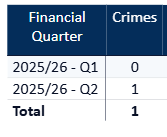 Financial Quarter Crimes
2025/26 - Q1 0
2025/26 - Q2 1
Total 1